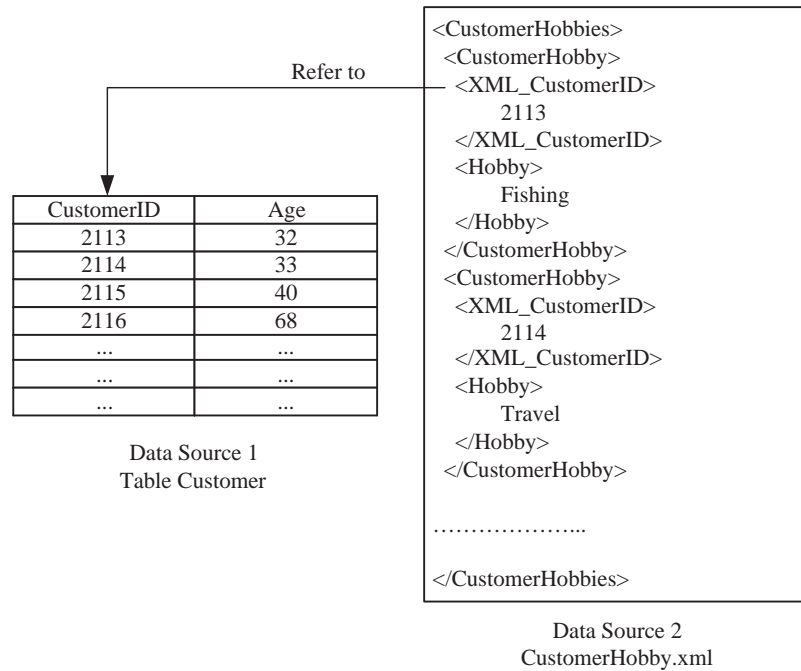 Refer to
CustomerID Age
2113 32
2114 33
2115 40
2116 68
... ...
... ...
... ...
Data Source 1
Table Customer
<CustomerHobbies>
<CustomerHobby>
<XML_CustomerID>
2113
</XML_CustomerID>
<Hobby>
Fishing
</Hobby>
</CustomerHobby>
<CustomerHobby>
<XML_CustomerID>
2114
</XML_CustomerID>
<Hobby>
Travel
</Hobby>
</CustomerHobby>
…………………...
</CustomerHobbies>
Data Source 2
CustomerHobby.xml